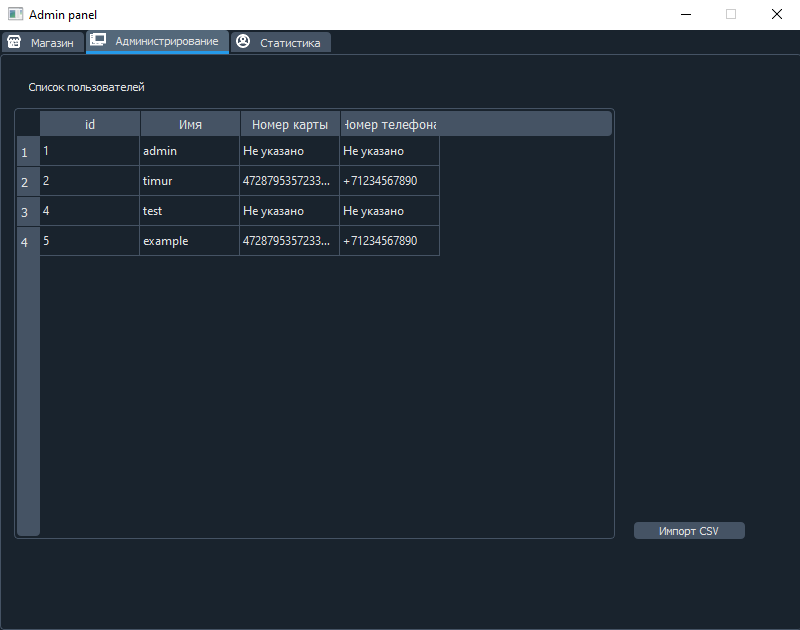 Admin panel
Магазин Администрирование Статистика
Список пользователей
id Имя Номер карты Номер телефона
1 1 admin Не указано Не указано
2 2 timur 4728795357233... +71234567890
3 4 test Не указано Не указано
4 5 example 4728795357233... +71234567890
Импорт CSV